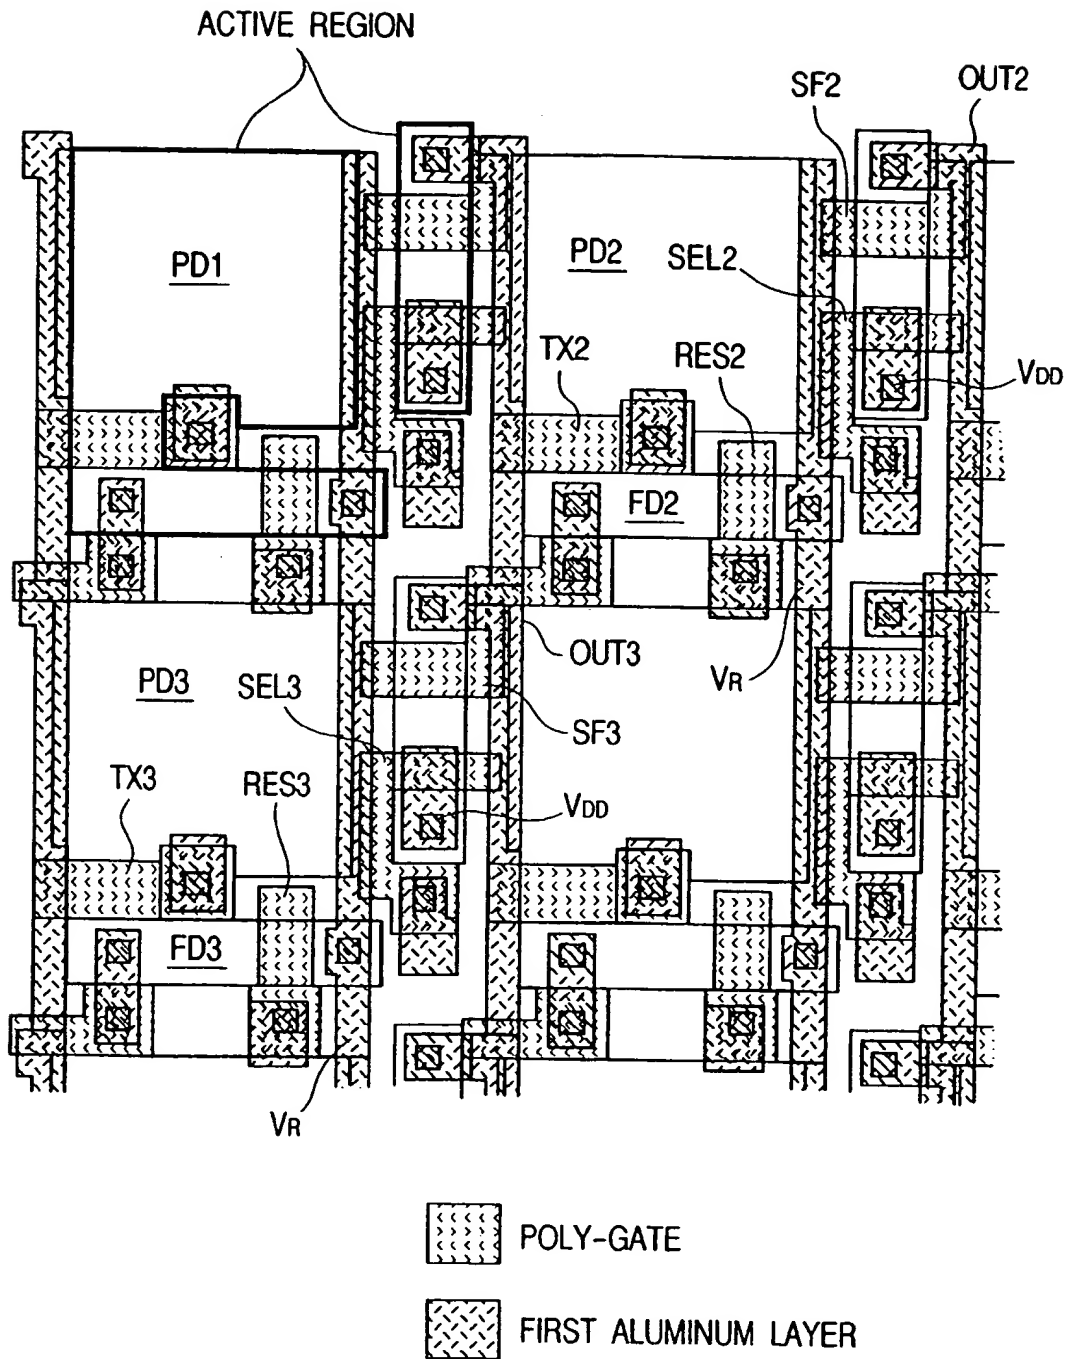 ACTIVE REGION
SF2
OUT2
PD1
PD2
SEL2
TX2
RES2
VDD
FD2
PD3
SEL3
OUT3
VR
SF3
TX3
RES3
VDD
FD3
VR
POLY-GATE
FIRST ALUMINUM LAYER